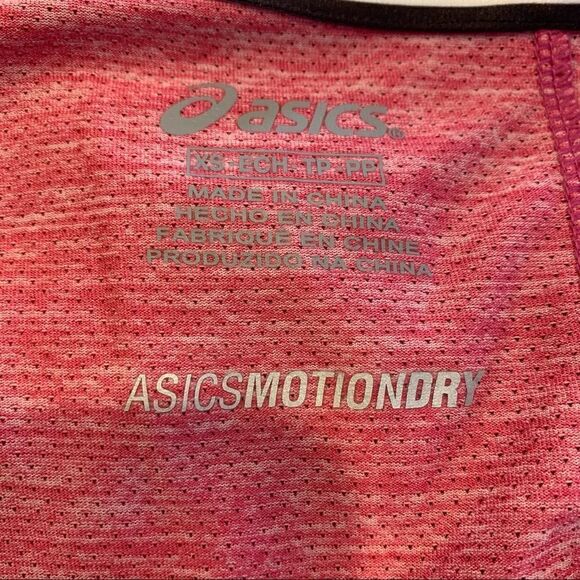 asics®
XS-ECH TP PP
MADE IN CHINA
HECHO EN CHINA
FABRIQUÉ EN CHINE
PRODUZIDO NA CHINA
ASICSMOTIONDRY